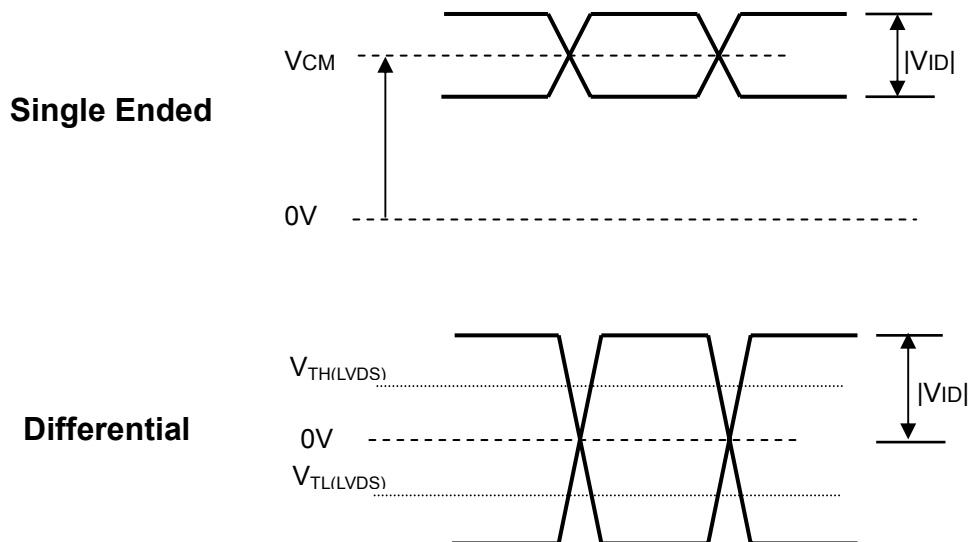 VCM
|VID|
Single Ended
0V
VTH(LVDS)
|VID|
Differential
0V
VTL(LVDS)